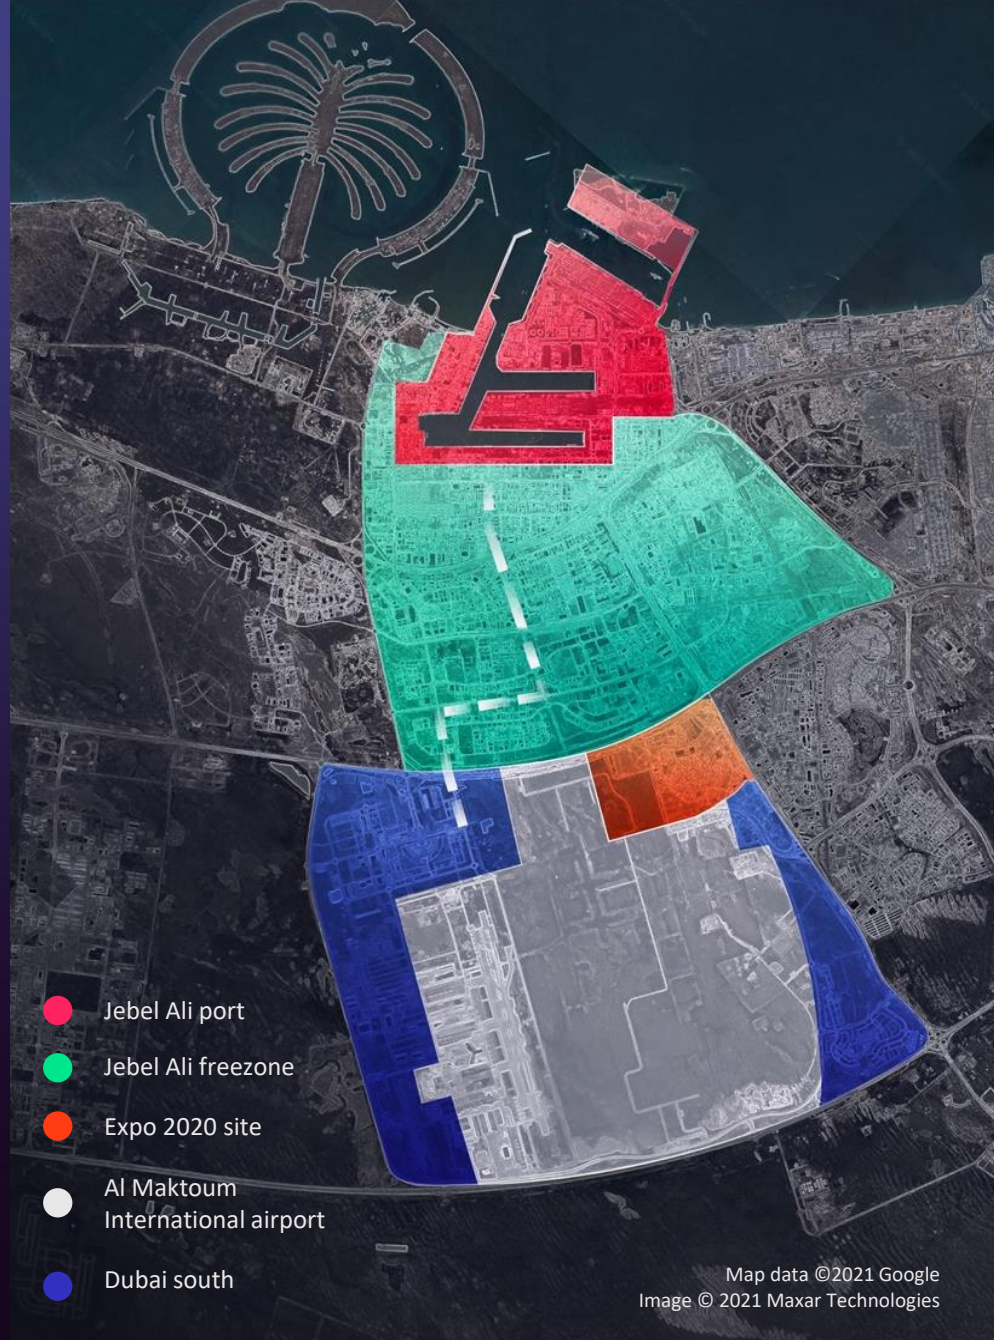 Jebel Ali port
Jebel Ali freezone
Expo 2020 site
Al Maktoum
International airport
Dubai south
Map data ©2021 Google
Image © 2021 Maxar Technologies